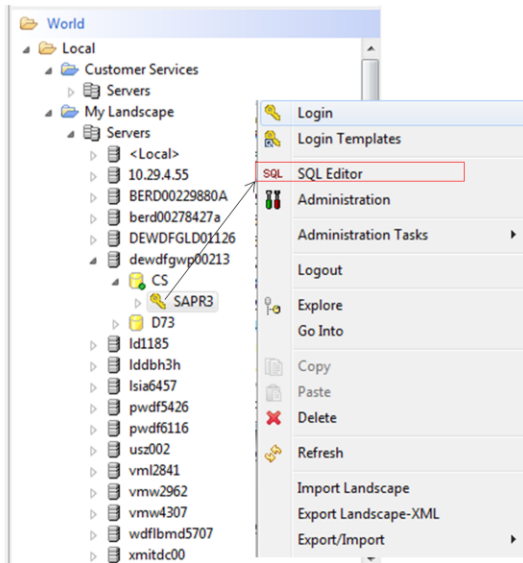 World
Local
Customer Services
Servers
My Landscape
Servers
<Local>
10.29.4.55
BERD00229880A
berd00278427a
DEWDFGLD01126
dewdfgwp00213
CS
SAPR3
D73
ld1185
lddbh3h
lsia6457
pwdf5426
pwdf6116
usz002
vml2841
vmw2962
vmw4307
wdflbmd5707
xmitdc00
Login
Login Templates
SQL SQL Editor
Administration
Administration Tasks
Logout
Explore
Go Into
Copy
Paste
Delete
Refresh
Import Landscape
Export Landscape-XML
Export/Import